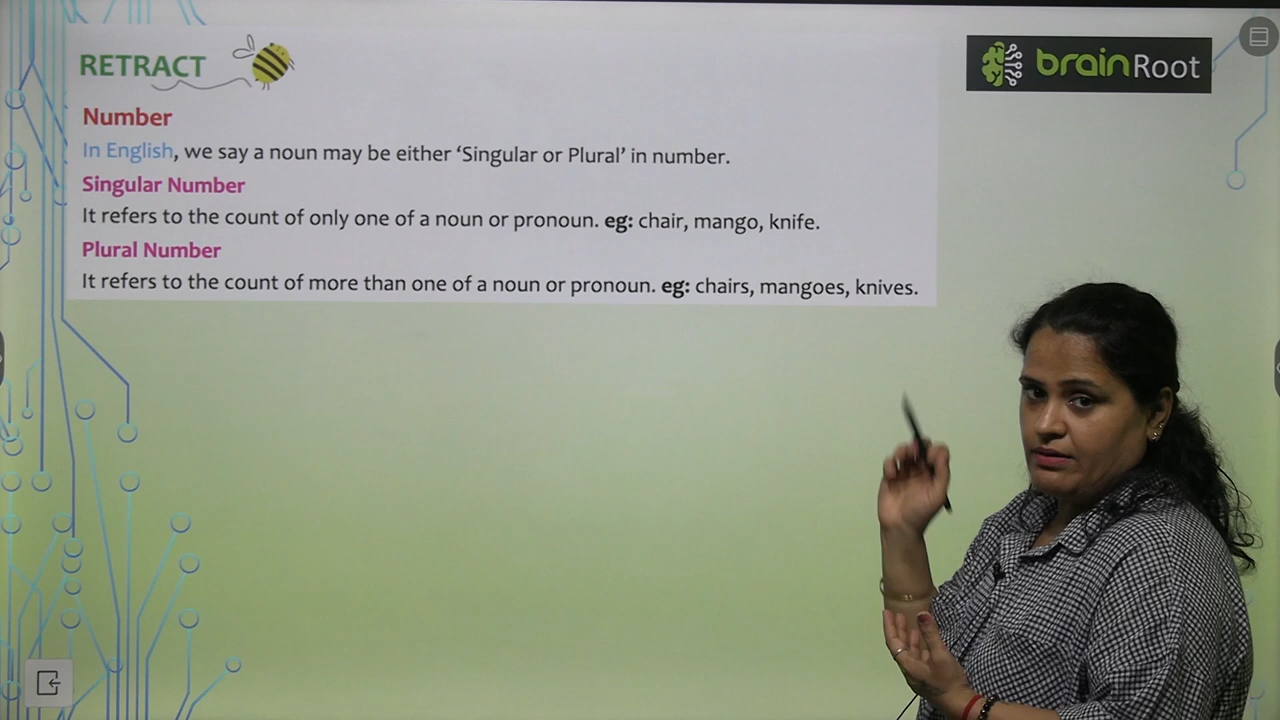 RETRACT
brainRoot
Number
In English, we say a noun may be either ‘Singular or Plural’ in number.
Singular Number
It refers to the count of only one of a noun or pronoun. eg: chair, mango, knife.
Plural Number
It refers to the count of more than one of a noun or pronoun. eg: chairs, mangoes, knives.